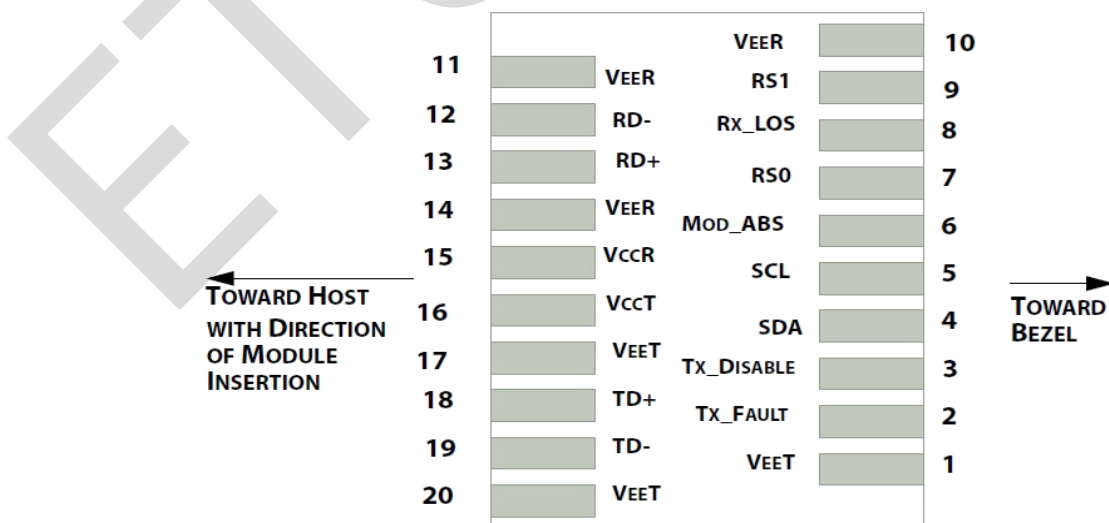 VEER 10
11 VEER RS1 9
12 RD- RX_LOS 8
13 RD+ RS0 7
14 VEER MOD_ABS 6
15 VCCR SCL 5
TOWARD HOST
WITH DIRECTION
OF MODULE
INSERTION
16 VCCT SDA 4
TOWARD
BEZEL
17 VEET TX_DISABLE 3
18 TD+ TX_FAULT 2
19 TD- VEET 1
20 VEET